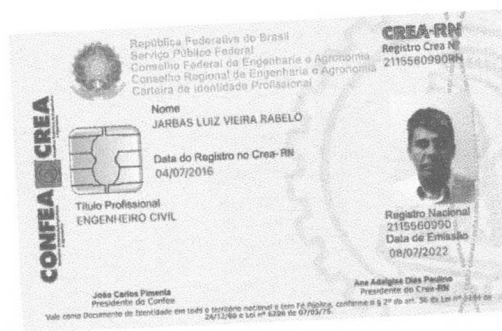 República Federativa do Brasil
Serviço Público Federal
Conselho Federal de Engenharia e Agronomia
Conselho Regional de Engenharia e Agronomia
Carteira de Identidade Profissional
CREA-RN
Registro Crea Nº
2115560990RN
CONFEA CREA
Nome
JARBAS LUIZ VIEIRA RABELO
Data do Registro no Crea-RN
04/07/2016
Título Profissional
ENGENHEIRO CIVIL
Registro Nacional
2115560990
Data de Emissão
08/07/2022
João Carlos Pimenta
Presidente do Confea
Ana Adalgisa Dias Paulino
Presidente do Crea-RN
Vale como Documento de Identidade em todo o território nacional e tem Fé Pública, conforme o § 2º do art. 56 da Lei nº 5194 de
24/12/66 e Lei nº 6206 de 07/05/75.